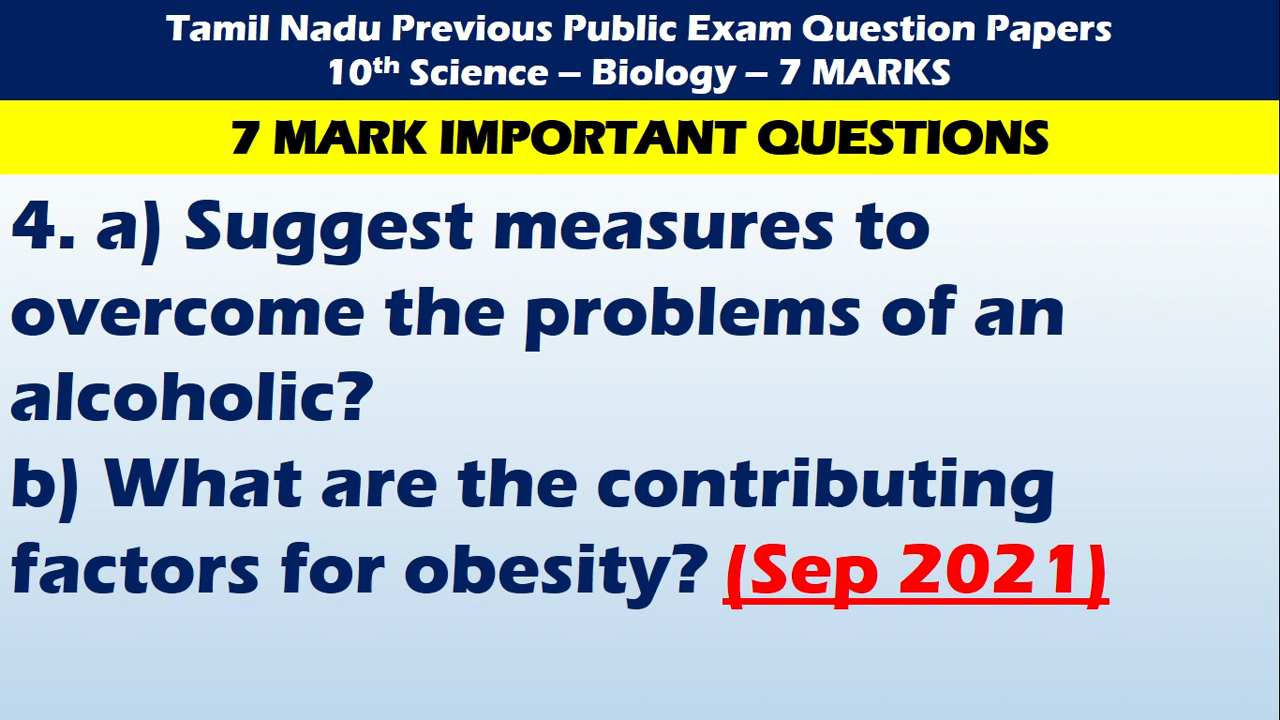 Tamil Nadu Previous Public Exam Question Papers
10th Science – Biology – 7 MARKS
7 MARK IMPORTANT QUESTIONS
4. a) Suggest measures to
overcome the problems of an
alcoholic?
b) What are the contributing
factors for obesity? (Sep 2021)